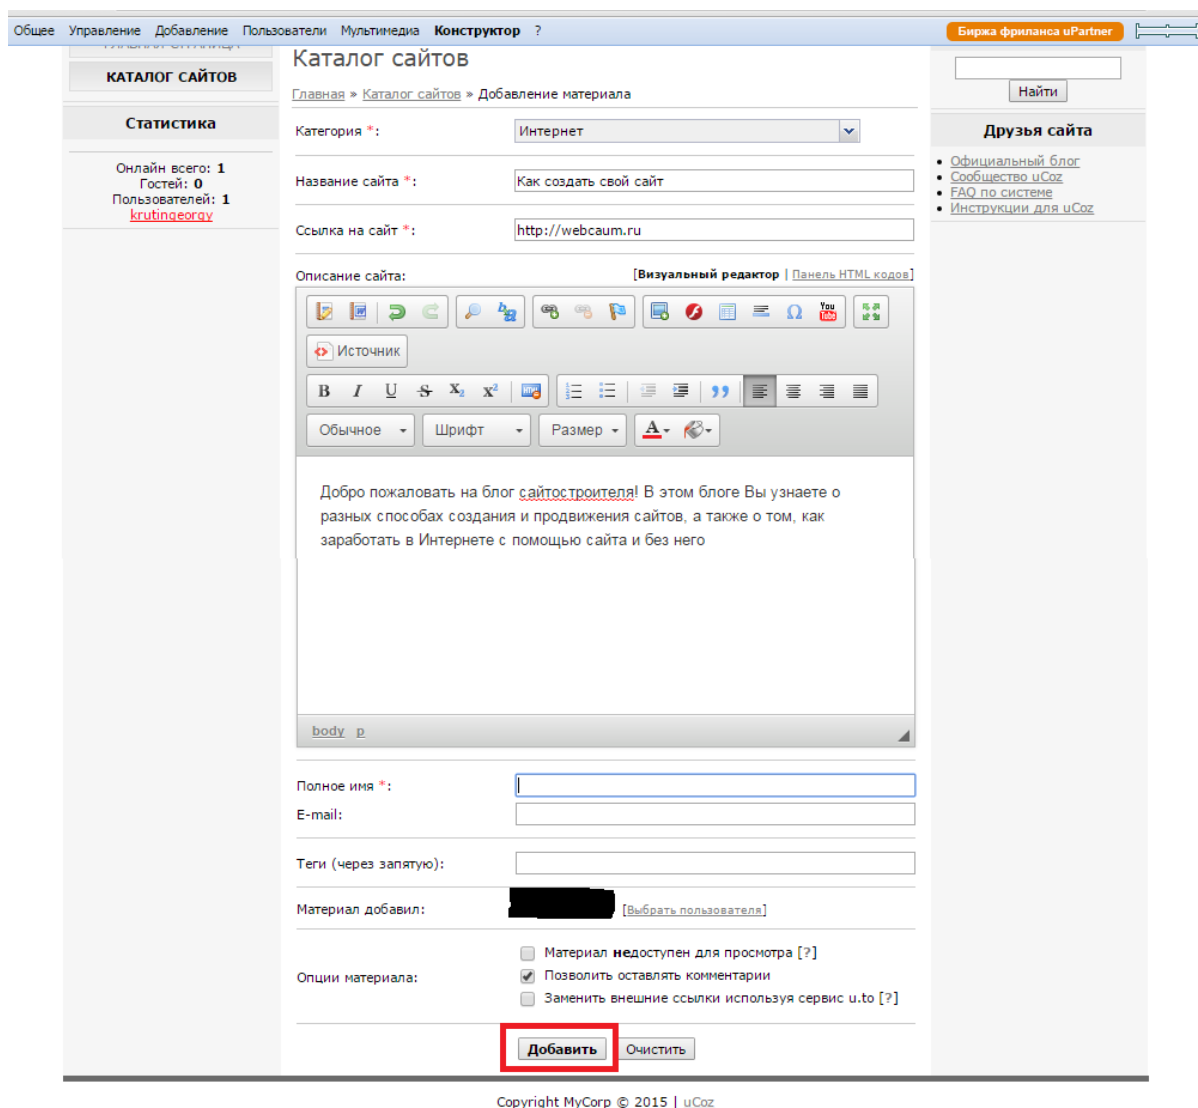 Общее Управление Добавление Пользователи Мультимедиа Конструктор ? Биржа фриланса uPartner
КАТАЛОГ САЙТОВ
Статистика
Онлайн всего: 1
Гостей: 0
Пользователей: 1
krutingeorgy
Каталог сайтов
Главная » Каталог сайтов » Добавление материала
Категория *: Интернет
Название сайта *: Как создать свой сайт
Ссылка на сайт *: http://webcaum.ru
Описание сайта: [Визуальный редактор | Панель HTML кодов]
You Tube
Источник
B I U S X₂ X² HTML
Обычное Шрифт Размер A
Добро пожаловать на блог сайтостроителя! В этом блоге Вы узнаете о
разных способах создания и продвижения сайтов, а также о том, как
заработать в Интернете с помощью сайта и без него
body p
Полное имя *:
E-mail:
Теги (через запятую):
Материал добавил: [Выбрать пользователя]
Опции материала:
Материал недоступен для просмотра [?]
Позволить оставлять комментарии
Заменить внешние ссылки используя сервис u.to [?]
Добавить Очистить
Найти
Друзья сайта
Официальный блог
Сообщество uCoz
FAQ по системе
Инструкции для uCoz
Copyright MyCorp © 2015 | uCoz